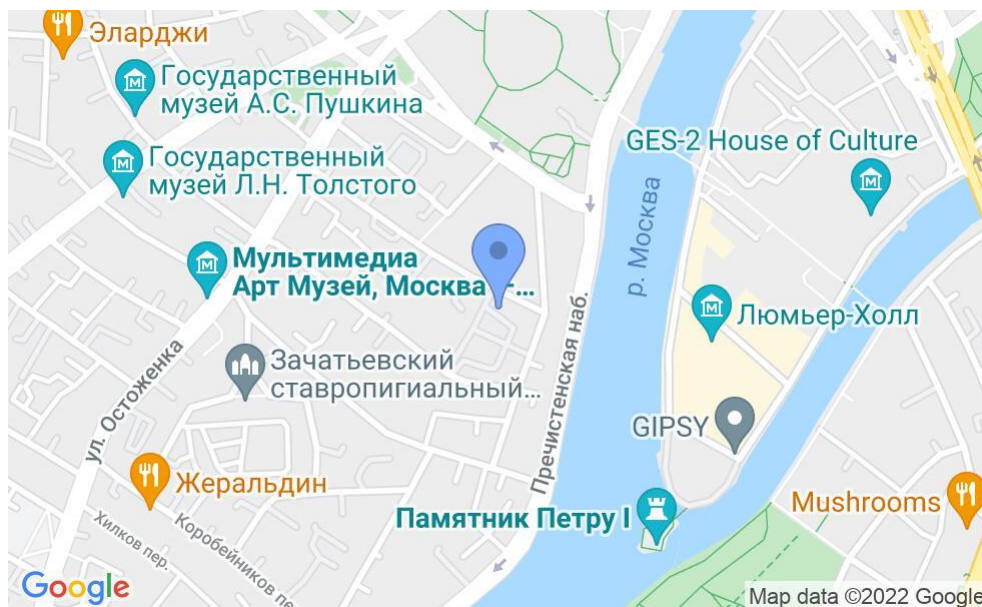 Эларджи
Государственный
музей А.С. Пушкина
GES-2 House of Culture
Государственный
музей Л.Н. Толстого
р. Москва
Мультимедиа
Арт Музей, Москва -...
Люмьер-Холл
Зачатьевский
ставропигиальный...
ул. Остоженка
Пречистенская наб.
GIPSY
Жеральдин
Mushrooms
Памятник Петру I
Хилков пер.
Коробейников пе
Google
Map data ©2022 Google